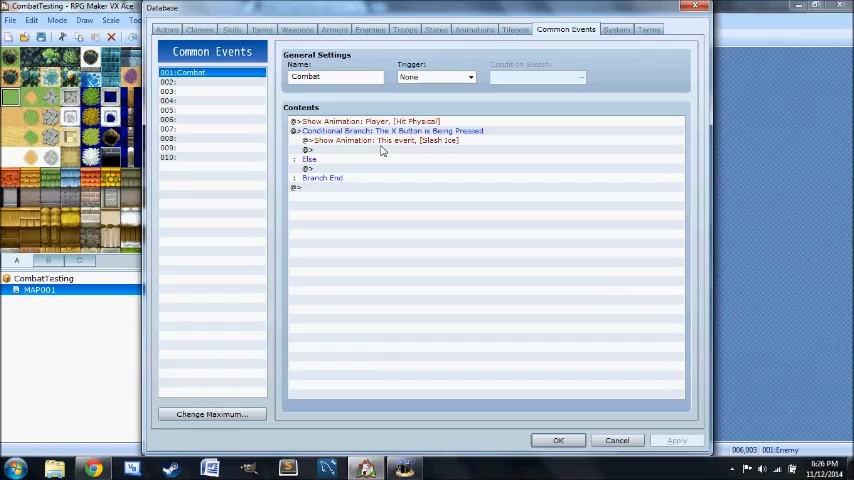 CombatTesting - RPG Maker VX Ace
File Edit Mode Draw Scale
Database
Actors Classes Skills Items Weapons Armors Enemies Troops States Animations Tilesets Common Events System Terms
Common Events
001:Combat
002:
003:
004:
005:
006:
007:
008:
009:
010:
Change Maximum...
General Settings
Name:
Combat
Trigger:
None
Condition Switch:
...
Contents
@>Show Animation: Player, [Hit Physical]
@>Conditional Branch: The X Button is Being Pressed
@>Show Animation: This event, [Slash Ice]
@>
: Else
@>
: Branch End
@>
A B C
CombatTesting
MAP001
OK Cancel Apply
006,003 001:Enemy
6:26 PM
11/12/2014